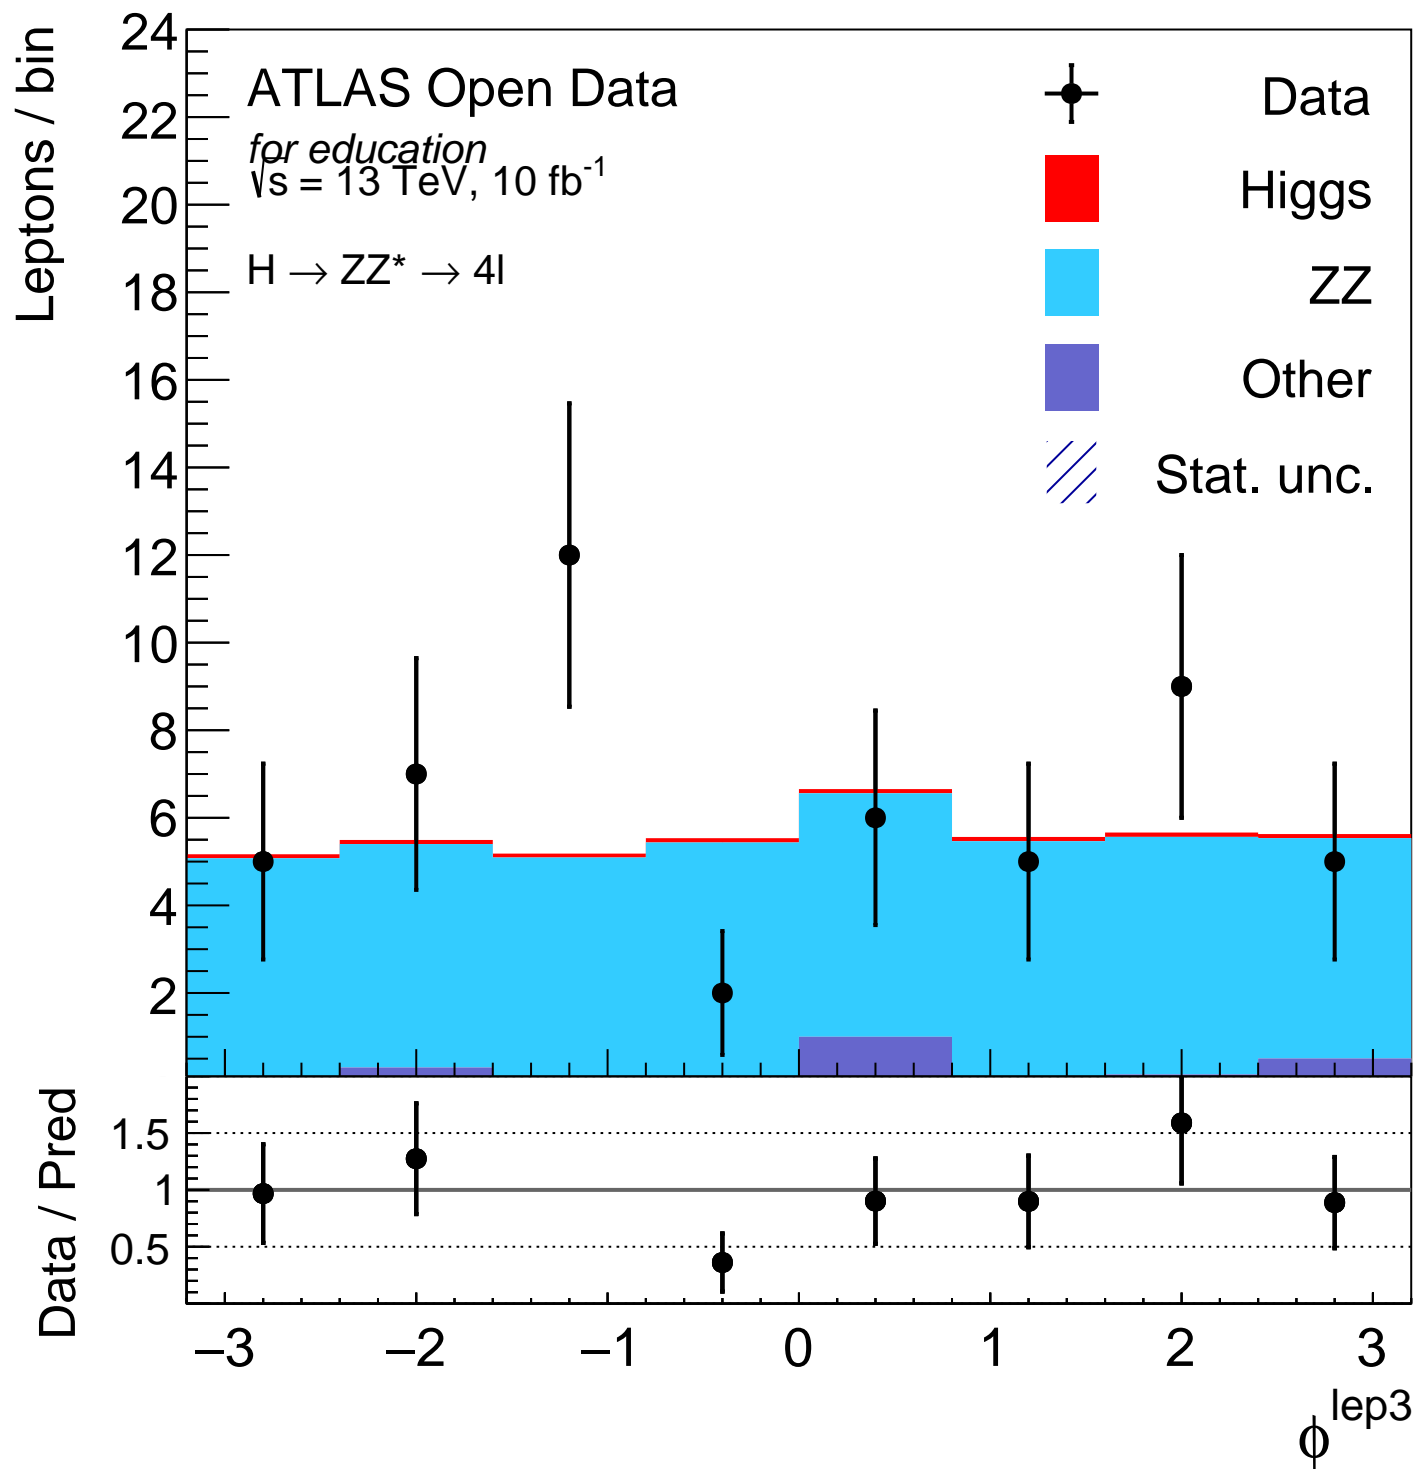 Leptons / bin
24
22
20
18
16
14
12
10
8
6
4
2
ATLAS Open Data
for education
√s = 13 TeV, 10 fb⁻¹
H → ZZ* → 4l
Data
Higgs
ZZ
Other
Stat. unc.
Data / Pred
1.5
1
0.5
−3 −2 −1 0 1 2 3
ϕ^lep3